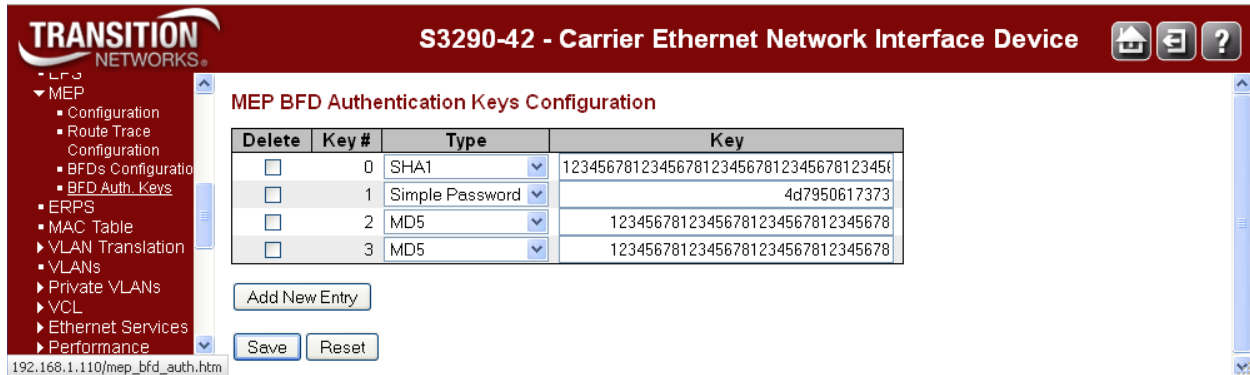 TRANSITION
NETWORKS®
S3290-42 - Carrier Ethernet Network Interface Device
?
MEP
Configuration
Route Trace
Configuration
BFDs Configuratio
BFD Auth. Keys
ERPS
MAC Table
VLAN Translation
VLANs
Private VLANs
VCL
Ethernet Services
Performance
192.168.1.110/mep_bfd_auth.htm
MEP BFD Authentication Keys Configuration
Delete Key # Type Key
0 SHA1 12345678123456781234567812345678123456
1 Simple Password 4d7950617373
2 MD5 12345678123456781234567812345678
3 MD5 12345678123456781234567812345678
Add New Entry
Save Reset